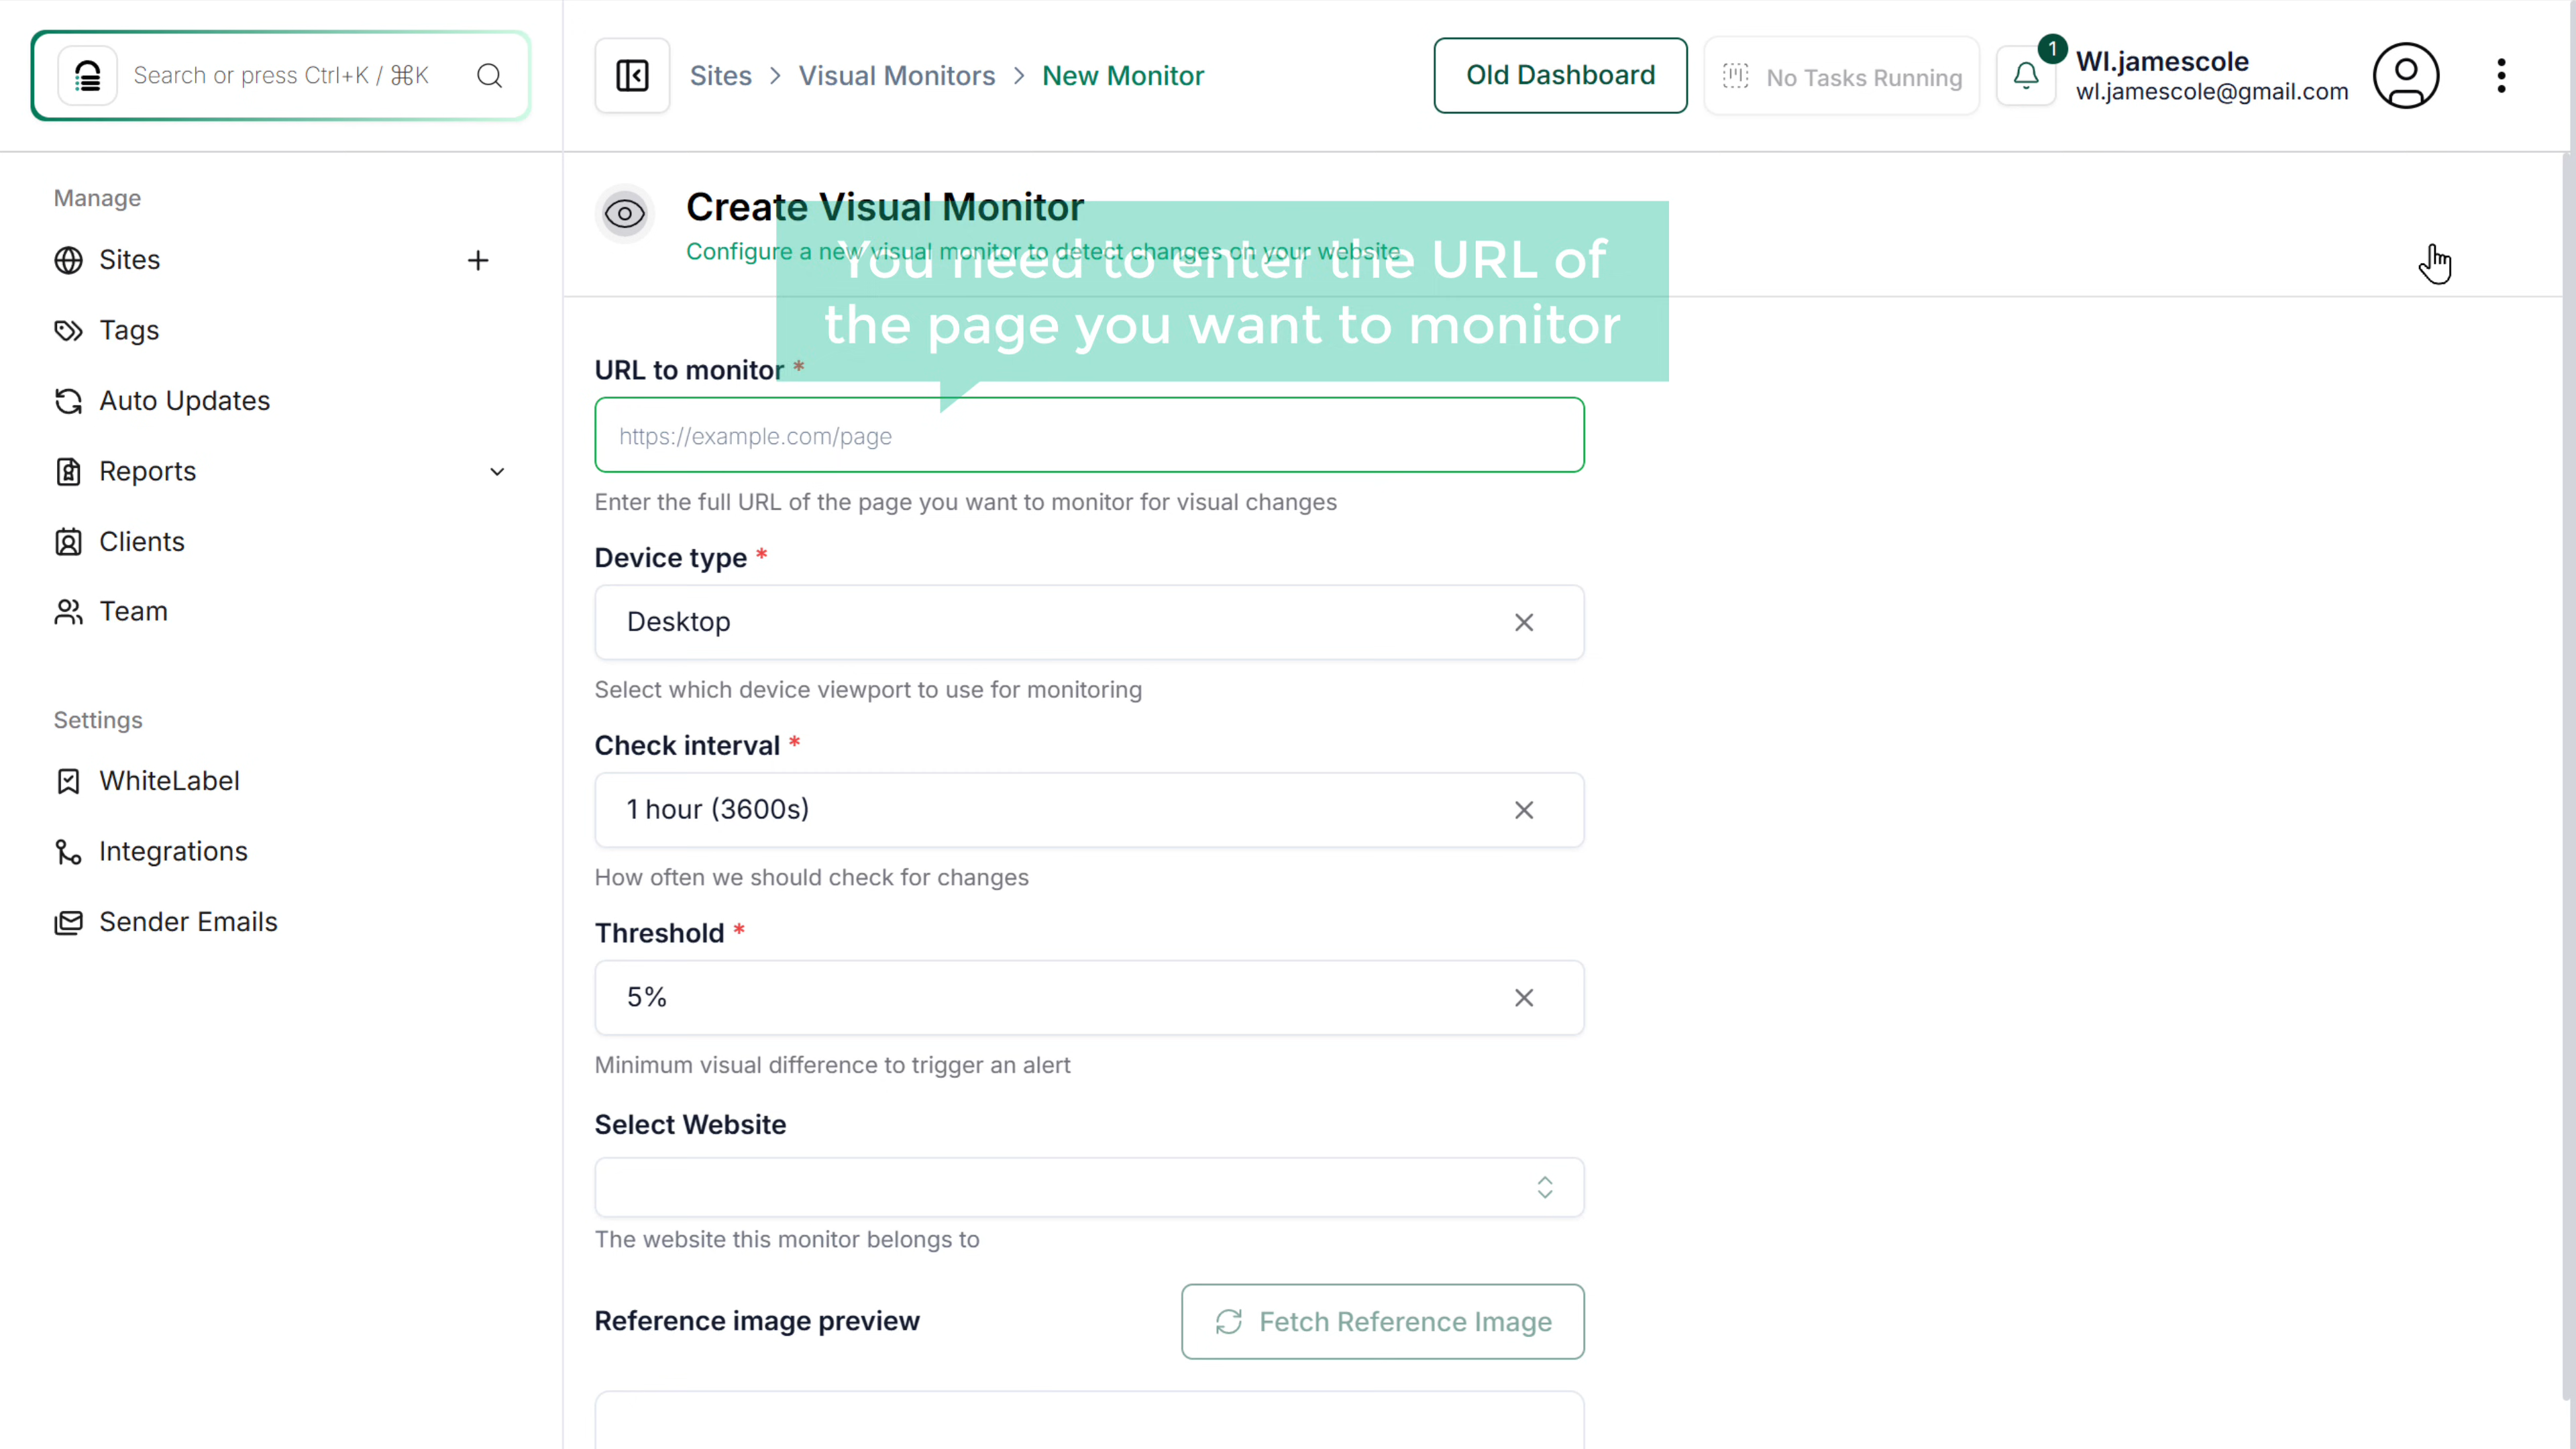 Search or press Ctrl+K / ⌘K
Sites > Visual Monitors > New Monitor
Old Dashboard
No Tasks Running
1
Wl.jamescole
wl.jamescole@gmail.com
Manage
Sites
Tags
Auto Updates
Reports
Clients
Team
Settings
WhiteLabel
Integrations
Sender Emails
Create Visual Monitor
Configure a new visual monitor to detect changes on your website
You need to enter the URL of
the page you want to monitor
URL to monitor *
https://example.com/page
Enter the full URL of the page you want to monitor for visual changes
Device type *
Desktop
Select which device viewport to use for monitoring
Check interval *
1 hour (3600s)
How often we should check for changes
Threshold *
5%
Minimum visual difference to trigger an alert
Select Website
The website this monitor belongs to
Reference image preview
Fetch Reference Image